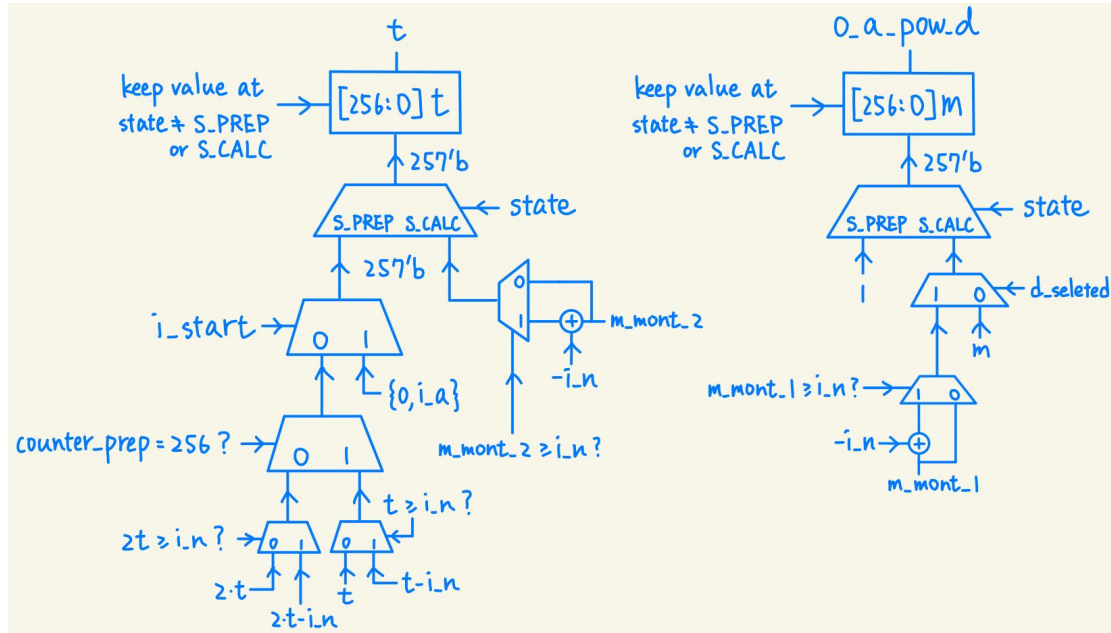 t
keep value at
state ≠ S_PREP
or S_CALC
[256:0] t
257'b
S_PREP S_CALC
state
257'b
i_start
0 1
{0,i_a}
0
1
m_mont_2
-i_n
m_mont_2 ≥ i_n?
counter_prep = 256 ?
0 1
2t ≥ i_n?
0 1
t ≥ i_n?
0 1
2·t
2·t-i_n
t
t-i_n
o_a_pow_d
keep value at
state ≠ S_PREP
or S_CALC
[256:0] m
257'b
S_PREP S_CALC
state
1
1 0
d_seleted
m
m_mont_1 ≥ i_n?
1 0
-i_n
+
m_mont_1
+